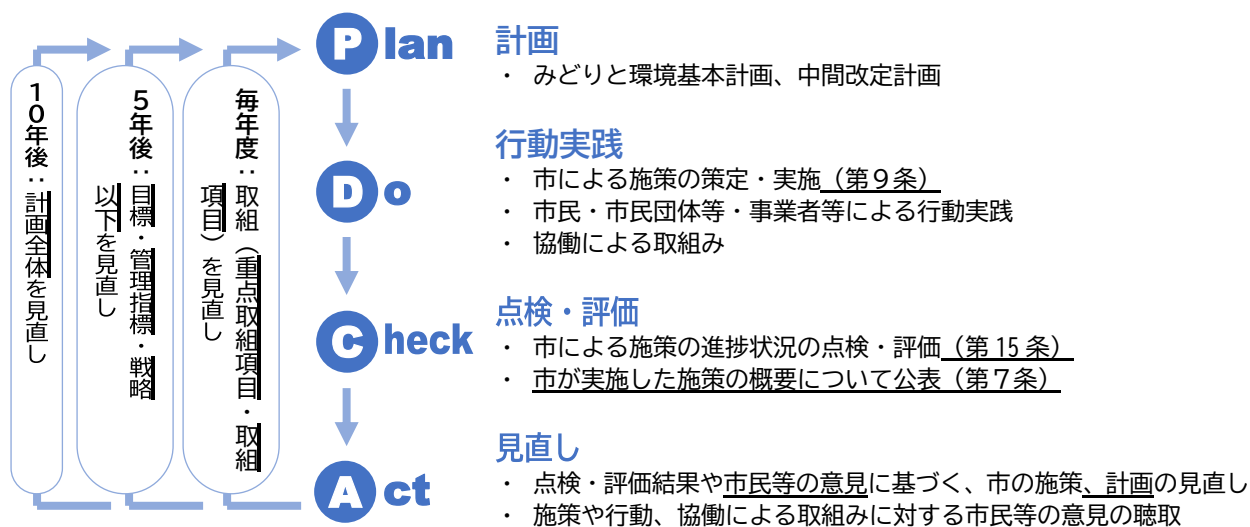 10年後：計画全体を見直し
5年後：目標・管理指標・戦略
以下を見直し
毎年度：取組（重点取組項目・取組
項目）を見直し
Plan
計画
・ みどりと環境基本計画、中間改定計画
Do
行動実践
・ 市による施策の策定・実施（第９条）
・ 市民・市民団体等・事業者等による行動実践
・ 協働による取組み
Check
点検・評価
・ 市による施策の進捗状況の点検・評価（第 15 条）
・ 市が実施した施策の概要について公表（第７条）
Act
見直し
・ 点検・評価結果や市民等の意見に基づく、市の施策、計画の見直し
・ 施策や行動、協働による取組みに対する市民等の意見の聴取